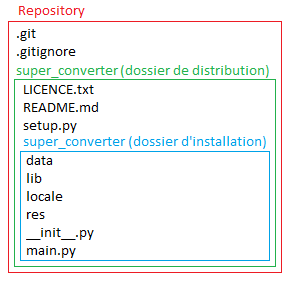 Repository
.git
.gitignore
super_converter (dossier de distribution)
LICENCE.txt
README.md
setup.py
super_converter (dossier d'installation)
data
lib
locale
res
__init__.py
main.py